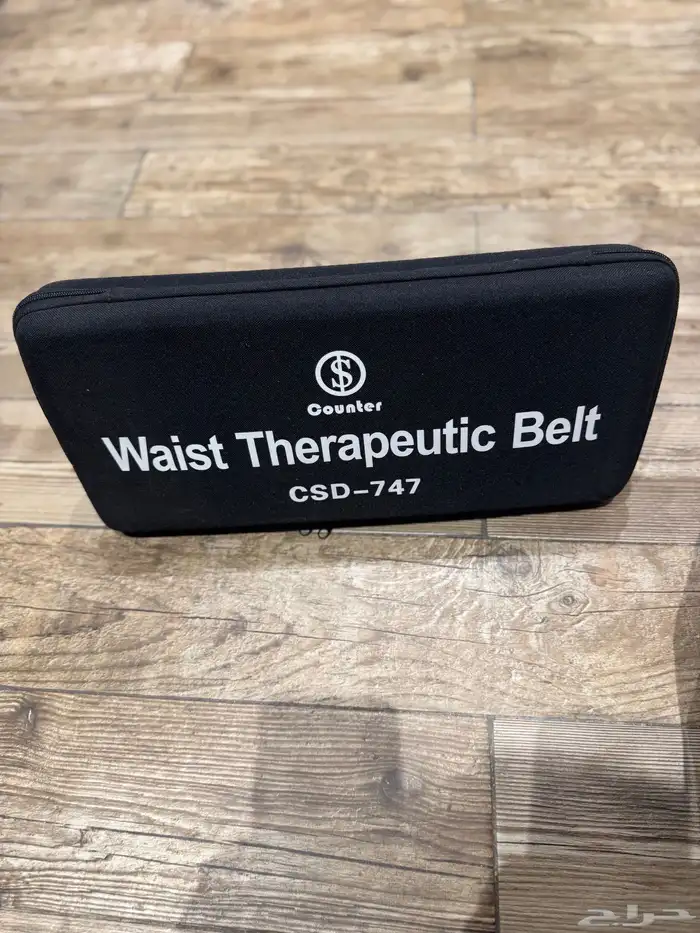 $
Counter
Waist Therapeutic Belt
CSD-747
حراج